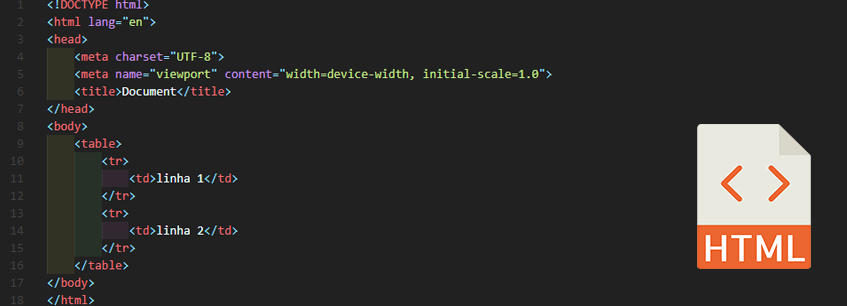 1 <!DOCTYPE html>
2 <html lang="en">
3 <head>
4     <meta charset="UTF-8">
5     <meta name="viewport" content="width=device-width, initial-scale=1.0">
6     <title>Document</title>
7 </head>
8 <body>
9     <table>
10         <tr>
11             <td>linha 1</td>
12         </tr>
13         <tr>
14             <td>linha 2</td>
15         </tr>
16     </table>
17 </body>
18 </html>
< >
HTML